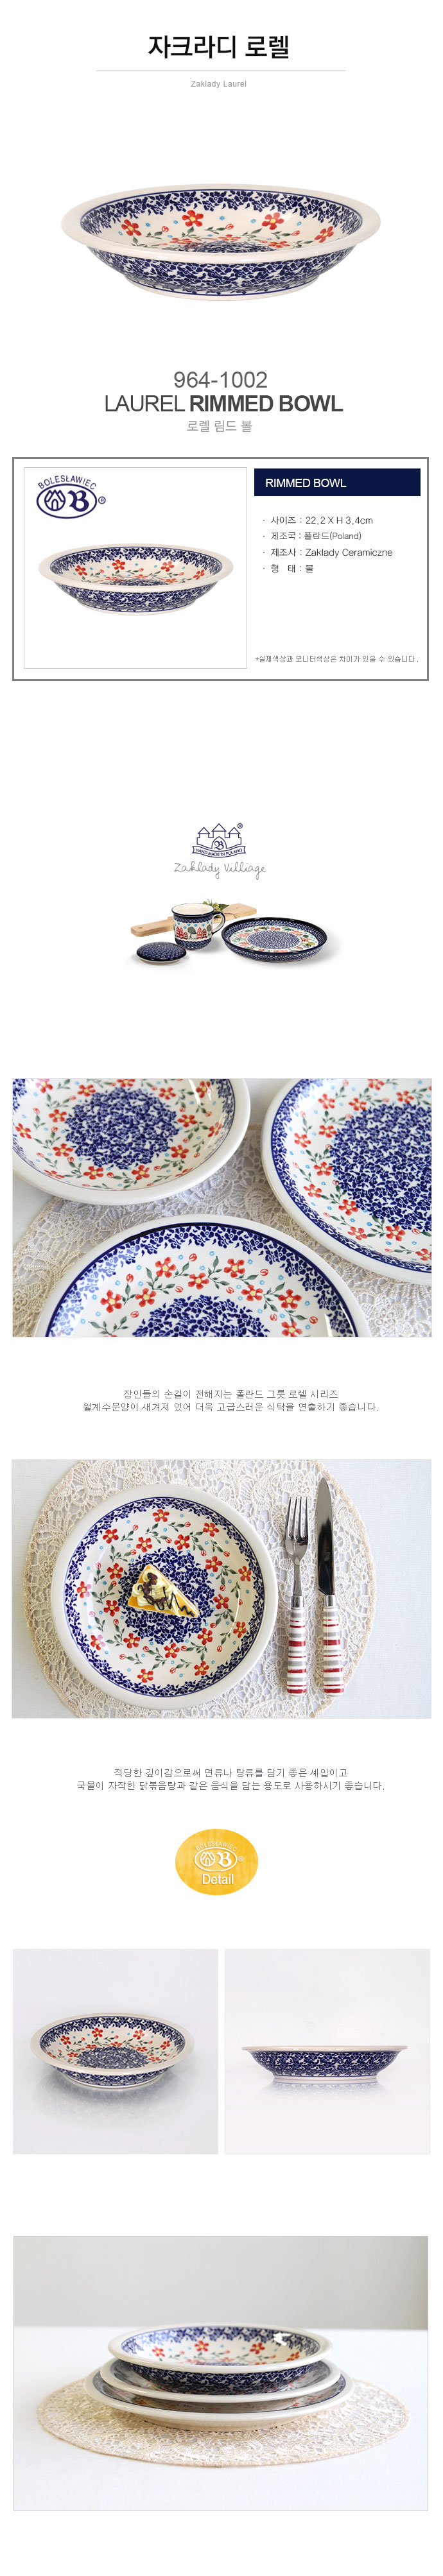 자크라디 로렐
Zaklady Laurel
964-1002
LAUREL RIMMED BOWL
로렐 림드 볼
BOLESŁAWIEC
B®
RIMMED BOWL
· 사이즈 : 22.2 X H 3.4cm
· 제조국 : 폴란드(Poland)
· 제조사 : Zaklady Ceramiczne
· 형 태 : 볼
*실제색상과 모니터색상은 차이가 있을 수 있습니다.
HAND MADE IN POLAND
Zaklady Village
장인들의 손길이 전해지는 폴란드 그릇 로렐 시리즈
월계수문양이 새겨져 있어 더욱 고급스러운 식탁을 연출하기 좋습니다.
적당한 깊이감으로써 면류나 탕류를 담기 좋은 셰입이고
국물이 자작한 닭볶음탕과 같은 음식을 담는 용도로 사용하시기 좋습니다.
BOLESŁAWIEC
B®
Detail